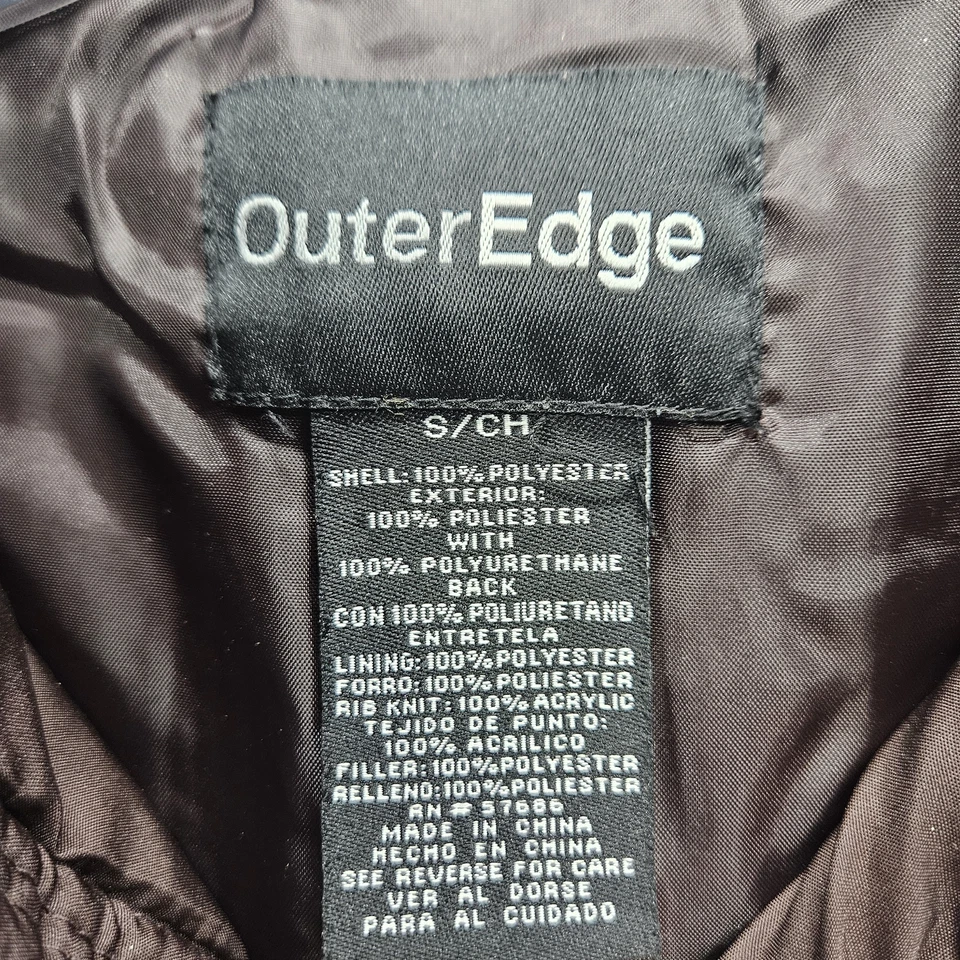 OuterEdge
S/CH
SHELL: 100% POLYESTER
EXTERIOR:
100% POLIESTER
WITH
100% POLYURETHANE
BACK
CON 100% POLIURETANO
ENTRETELA
LINING: 100% POLYESTER
FORRO: 100% POLIESTER
RIB KNIT: 100% ACRYLIC
TEJIDO DE PUNTO:
100% ACRILICO
FILLER: 100% POLYESTER
RELLENO: 100% POLIESTER
RN # 57686
MADE IN CHINA
HECHO EN CHINA
SEE REVERSE FOR CARE
VER AL DORSE
PARA AL CUIDADO